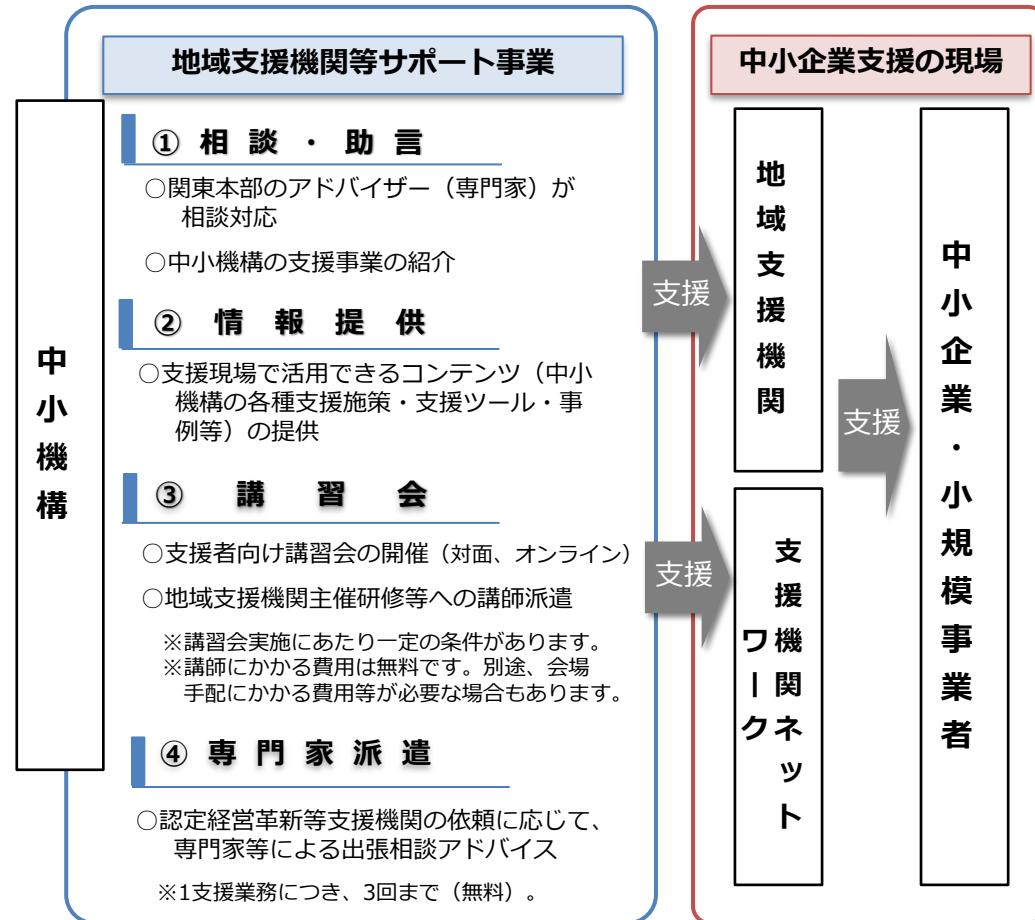 地域支援機関等サポート事業
中小機構
① 相談・助言
○関東本部のアドバイザー（専門家）が
相談対応
○中小機構の支援事業の紹介
② 情報提供
○支援現場で活用できるコンテンツ（中小
機構の各種支援施策・支援ツール・事
例等）の提供
③ 講習会
○支援者向け講習会の開催（対面、オンライン）
○地域支援機関主催研修等への講師派遣
※講習会実施にあたり一定の条件があります。
※講師にかかる費用は無料です。別途、会場
手配にかかる費用等が必要な場合もあります。
④ 専門家派遣
○認定経営革新等支援機関の依頼に応じて、
専門家等による出張相談アドバイス
※1支援業務につき、3回まで（無料）。
支援
支援
中小企業支援の現場
地域支援機関
支援機関ネット
ワーク
支援
中小企業・小規模事業者